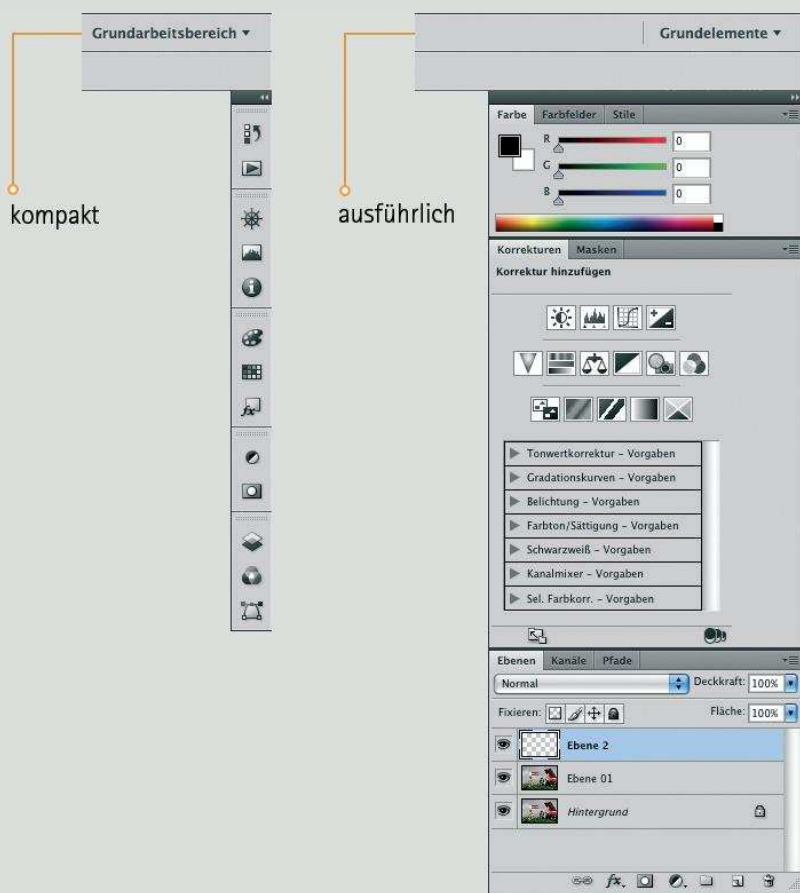 Grundarbeitsbereich
kompakt
Grundelemente
ausführlich
Farbe Farbfelder Stile
R 0
G 0
B 0
Korrekturen Masken
Korrektur hinzufügen
Tonwertkorrektur – Vorgaben
Gradationskurven – Vorgaben
Belichtung – Vorgaben
Farbton/Sättigung – Vorgaben
Schwarzweiß – Vorgaben
Kanalmixer – Vorgaben
Sel. Farbkorr. – Vorgaben
Ebenen Kanäle Pfade
Normal Deckkraft: 100%
Fixieren: Fläche: 100%
Ebene 2
Ebene 01
Hintergrund
fx.